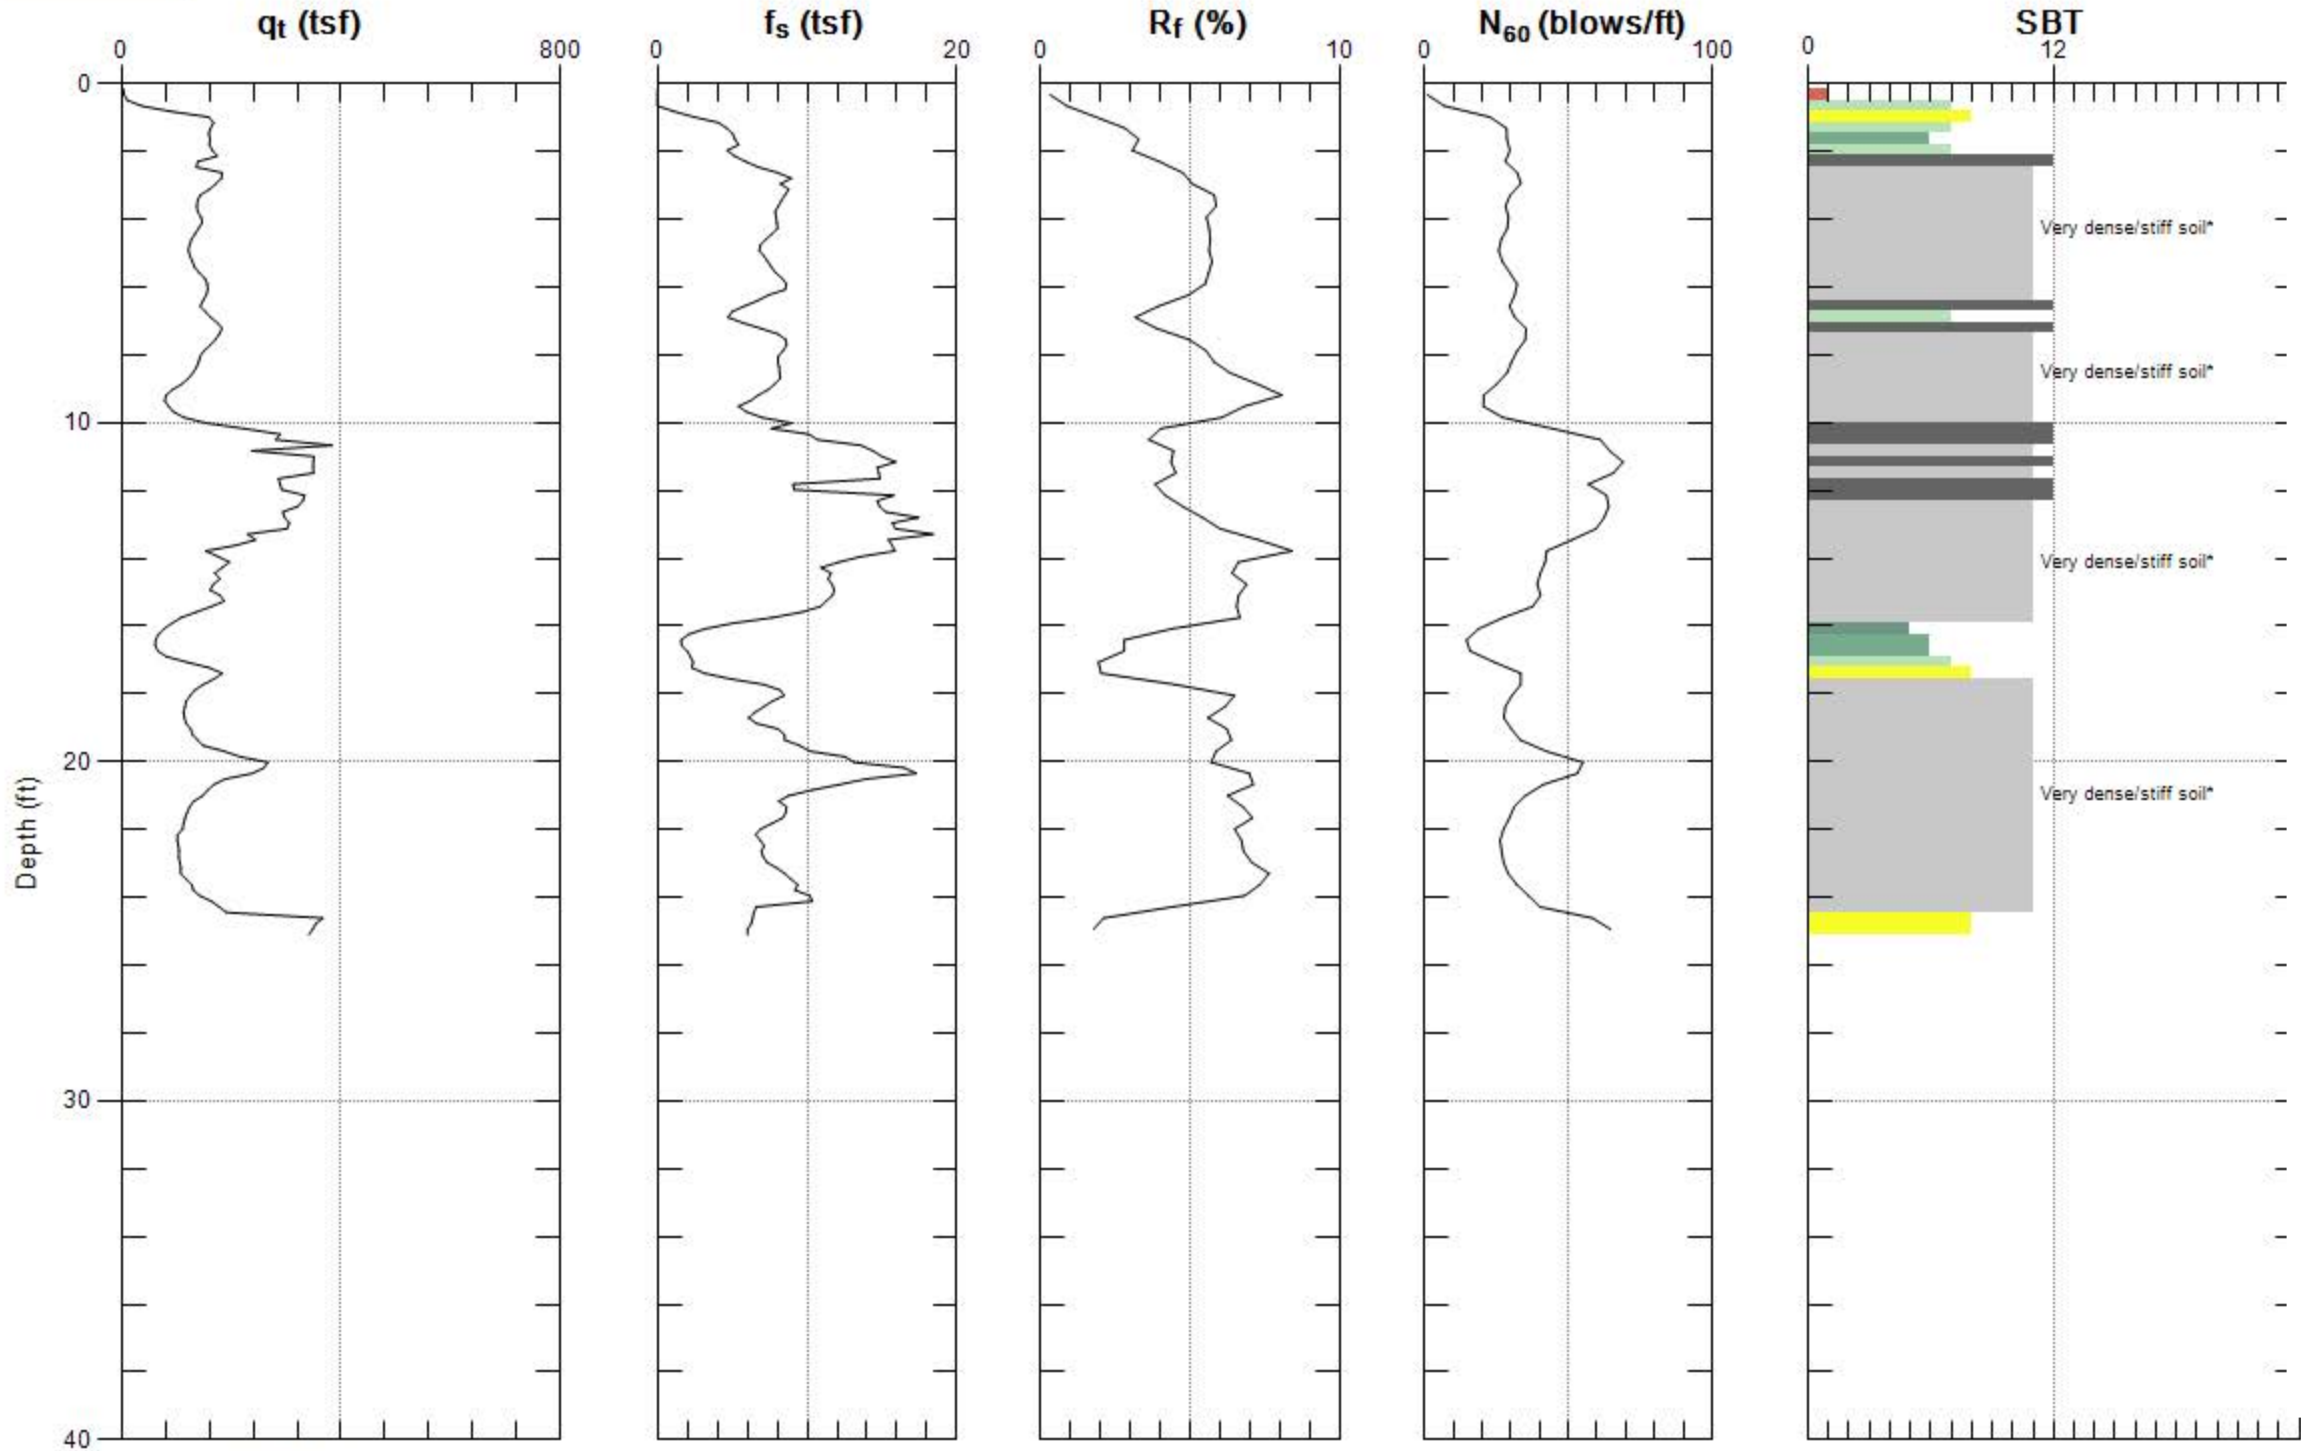 qt (tsf) fs (tsf) Rf (%) N60 (blows/ft) SBT
0 800 0 20 0 10 0 100 0 12
0
Very dense/stiff soil*
Very dense/stiff soil*
10
Very dense/stiff soil*
20
Very dense/stiff soil*
Depth (ft)
30
40